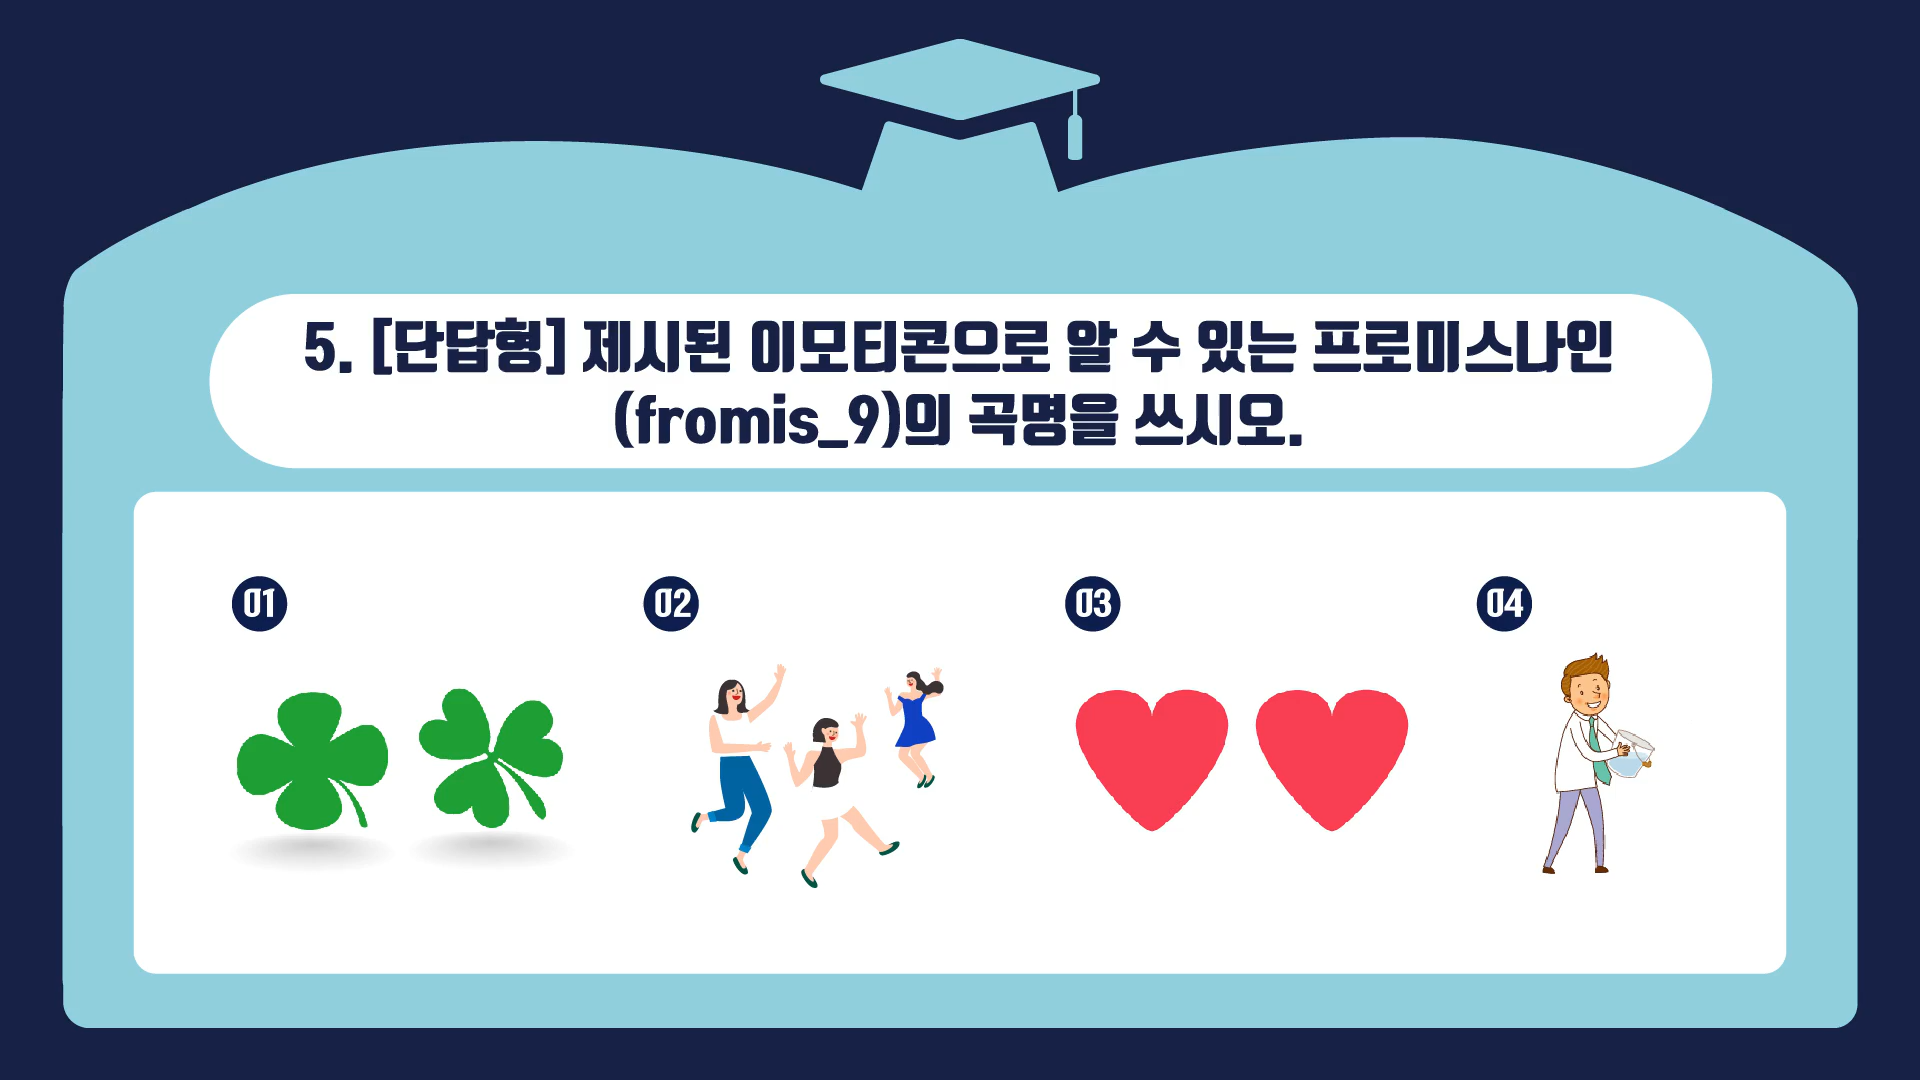 5. [단답형] 제시된 이모티콘으로 알 수 있는 프로미스나인
(fromis_9)의 곡명을 쓰시오.
01
02
03
04